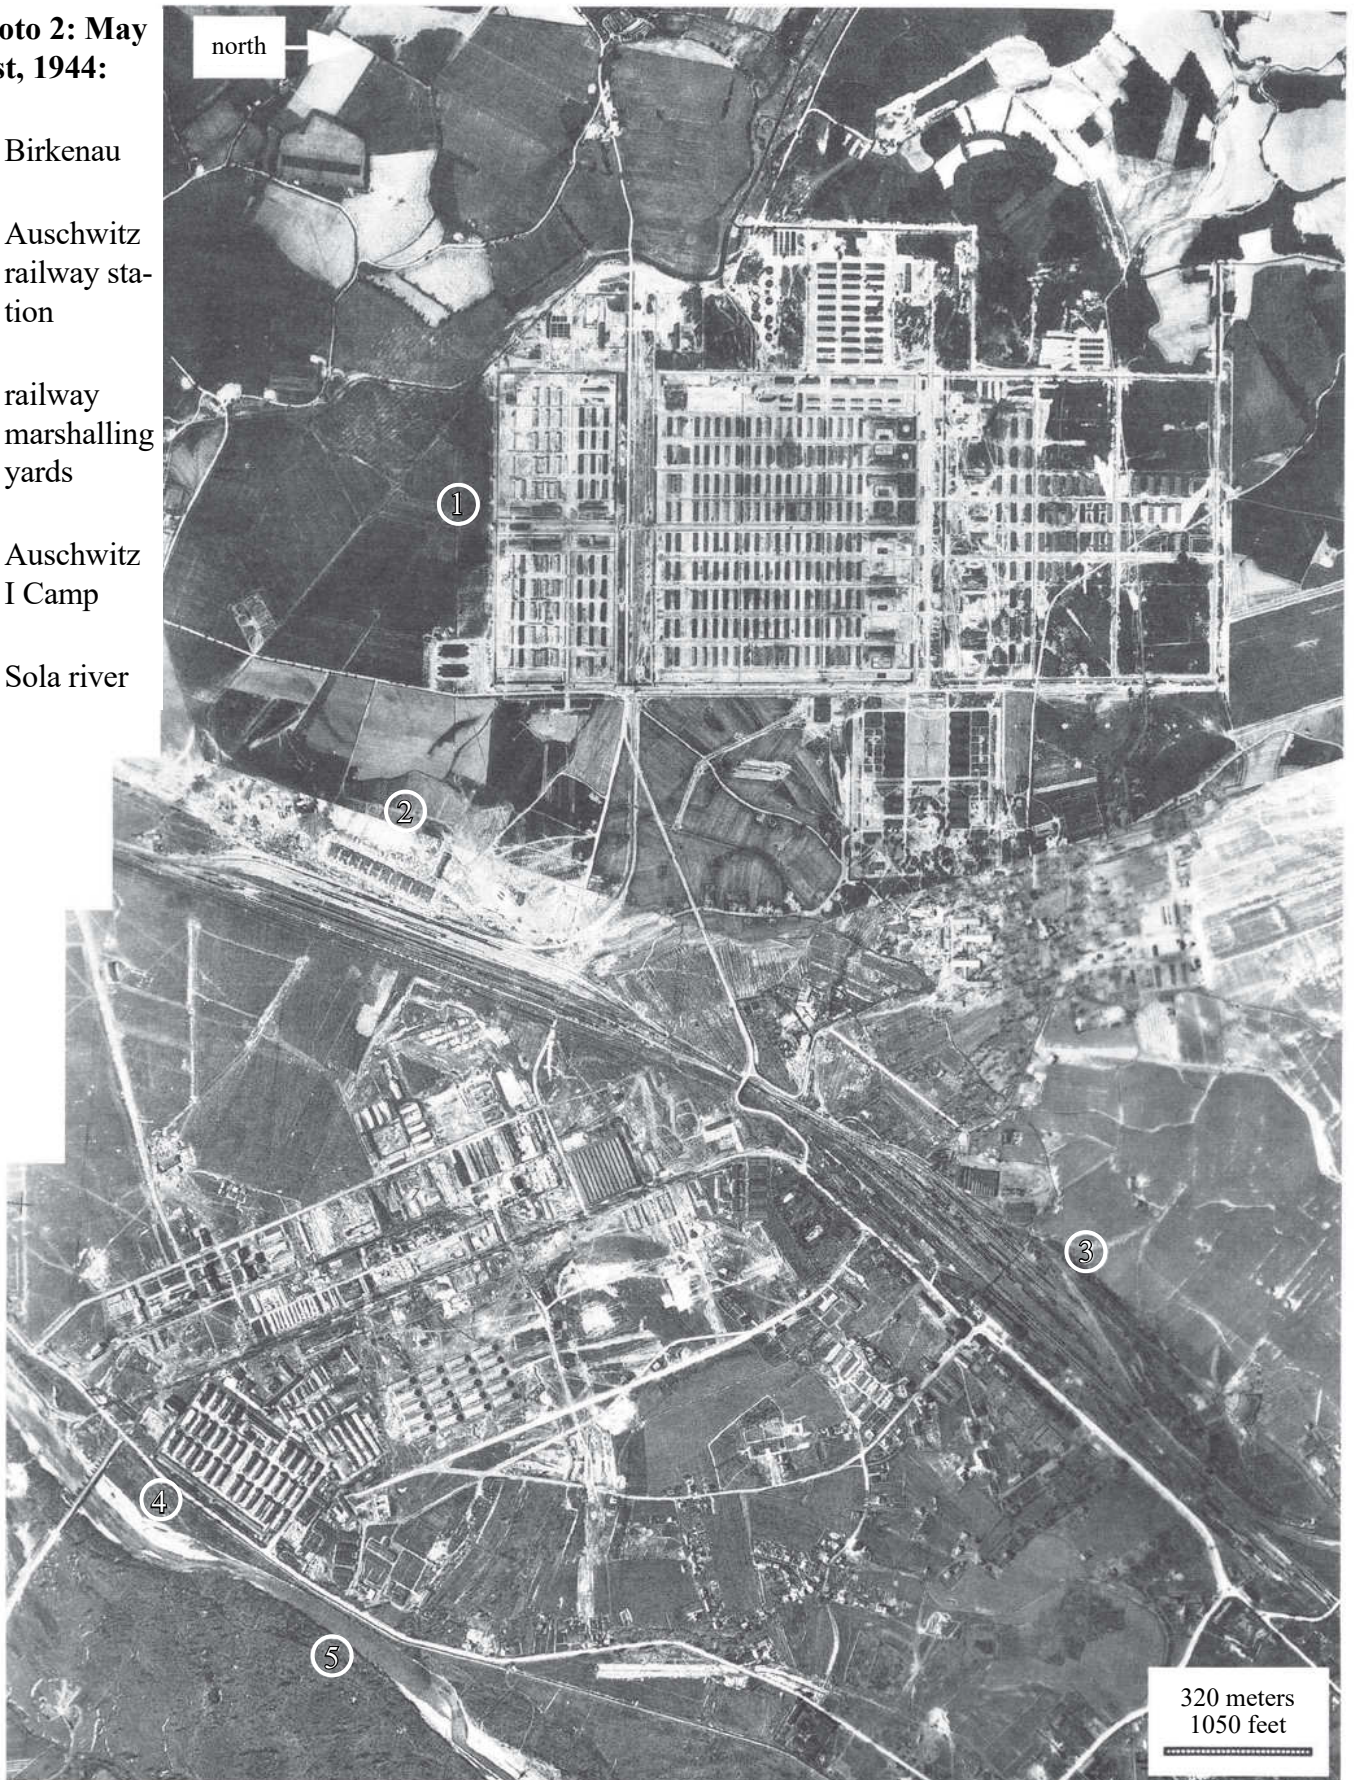 oto 2: May
st, 1944:
Birkenau
Auschwitz
railway sta-
tion
railway
marshalling
yards
Auschwitz
I Camp
Sola river
north
1
2
3
4
5
320 meters
1050 feet